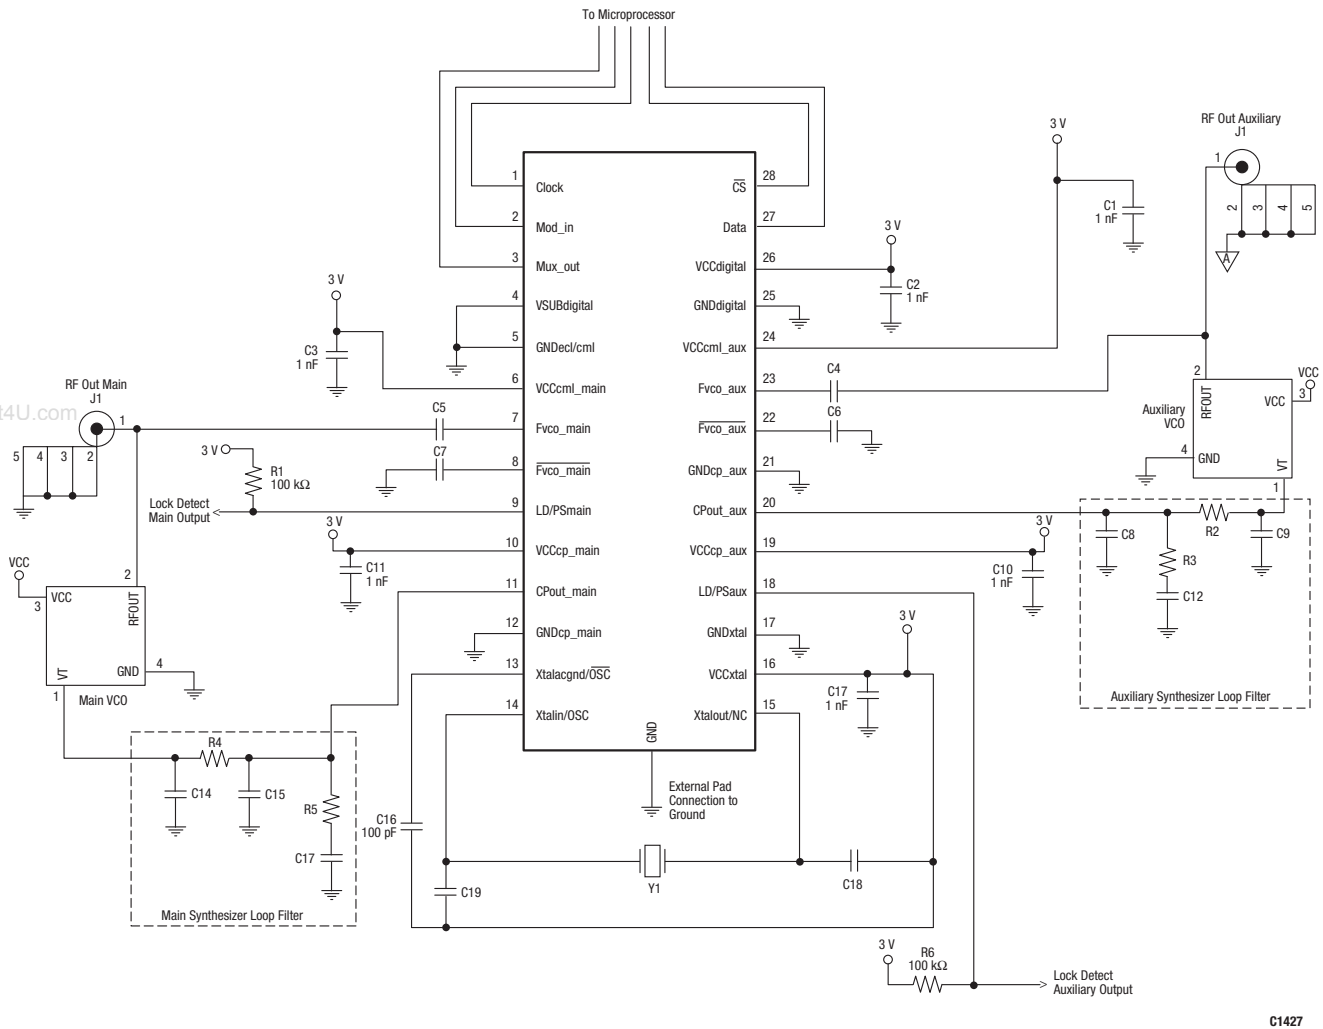 To Microprocessor
3 V
RF Out Auxiliary
J1
1
2
3
4
5
A
C1
1 nF
1
Clock
2
Mod_in
3
Mux_out
4
VSUBdigital
5
GNDecl/cml
6
VCCcml_main
7
Fvco_main
8
Fvco_main
9
LD/PSmain
10
VCCcp_main
11
CPout_main
12
GNDcp_main
13
Xtalacgnd/OSC
14
Xtalin/OSC
28
CS
27
Data
26
VCCdigital
25
GNDdigital
24
VCCcml_aux
23
Fvco_aux
22
Fvco_aux
21
GNDcp_aux
20
CPout_aux
19
VCCcp_aux
18
LD/PSaux
17
GNDxtal
16
VCCxtal
15
Xtalout/NC
GND
External Pad
Connection to
Ground
3 V
C2
1 nF
3 V
C3
1 nF
C4
C6
RF Out Main
J1
t4U.com
1
5
4
3
2
C5
C7
3 V
R1
100 kΩ
Lock Detect
Main Output
3 V
C11
1 nF
VCC
3
VCC
2
RFOUT
VT
GND
4
1
Main VCO
Auxiliary
VCO
2
RFOUT
VCC
VCC
3
4
GND
VT
1
C8
R2
C9
R3
C12
Auxiliary Synthesizer Loop Filter
3 V
C10
1 nF
3 V
C17
1 nF
R4
C14
C15
R5
C17
Main Synthesizer Loop Filter
C16
100 pF
C19
Y1
C18
3 V
R6
100 kΩ
Lock Detect
Auxiliary Output
C1427